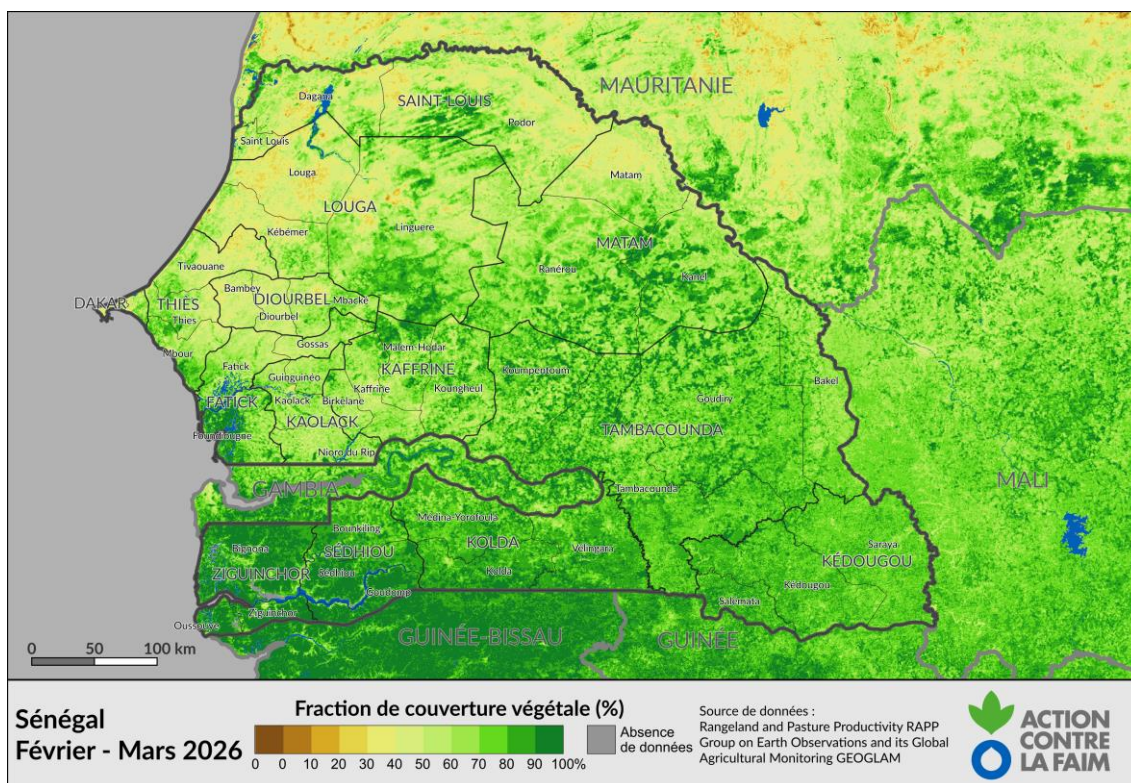 MAURITANIE
Dagana
SAINT-LOUIS
Podor
Saint Louis
Louga
Matam
LOUGA
Linguere
Kébémer
MATAM
Ranérou
Kanel
Tivaouane
Bambey
DAKAR
THIÈS
DIOURBEL
Mbacké
Thies
Diourbel
Mbour
Gossas
Malem-Hodar
Fatick
Guinguinéo
KAFFRINE
Koumpentoum
Bakel
Kaffrine
Koungheul
FATICK
Kaolack
Birkelane
Goudiry
KAOLACK
Foundiougne
TAMBACOUNDA
Nioro du Rip
GAMBIA
Tambacounda
MALI
Médina-Yorofoula
Bounkiling
KOLDA
Saraya
Bignona
SÉDHIOU
Vélingara
KÉDOUGOU
ZIGUINCHOR
Sédhiou
Kolda
Kédougou
Goudomp
Salemata
Ziguinchor
Oussouye
GUINÉE-BISSAU
GUINÉE
0 50 100 km
Sénégal
Février - Mars 2026
Fraction de couverture végétale (%)
0 0 10 20 30 40 50 60 70 80 90 100%
Absence
de données
Source de données :
Rangeland and Pasture Productivity RAPP
Group on Earth Observations and its Global
Agricultural Monitoring GEOGLAM
ACTION
CONTRE
LA FAIM